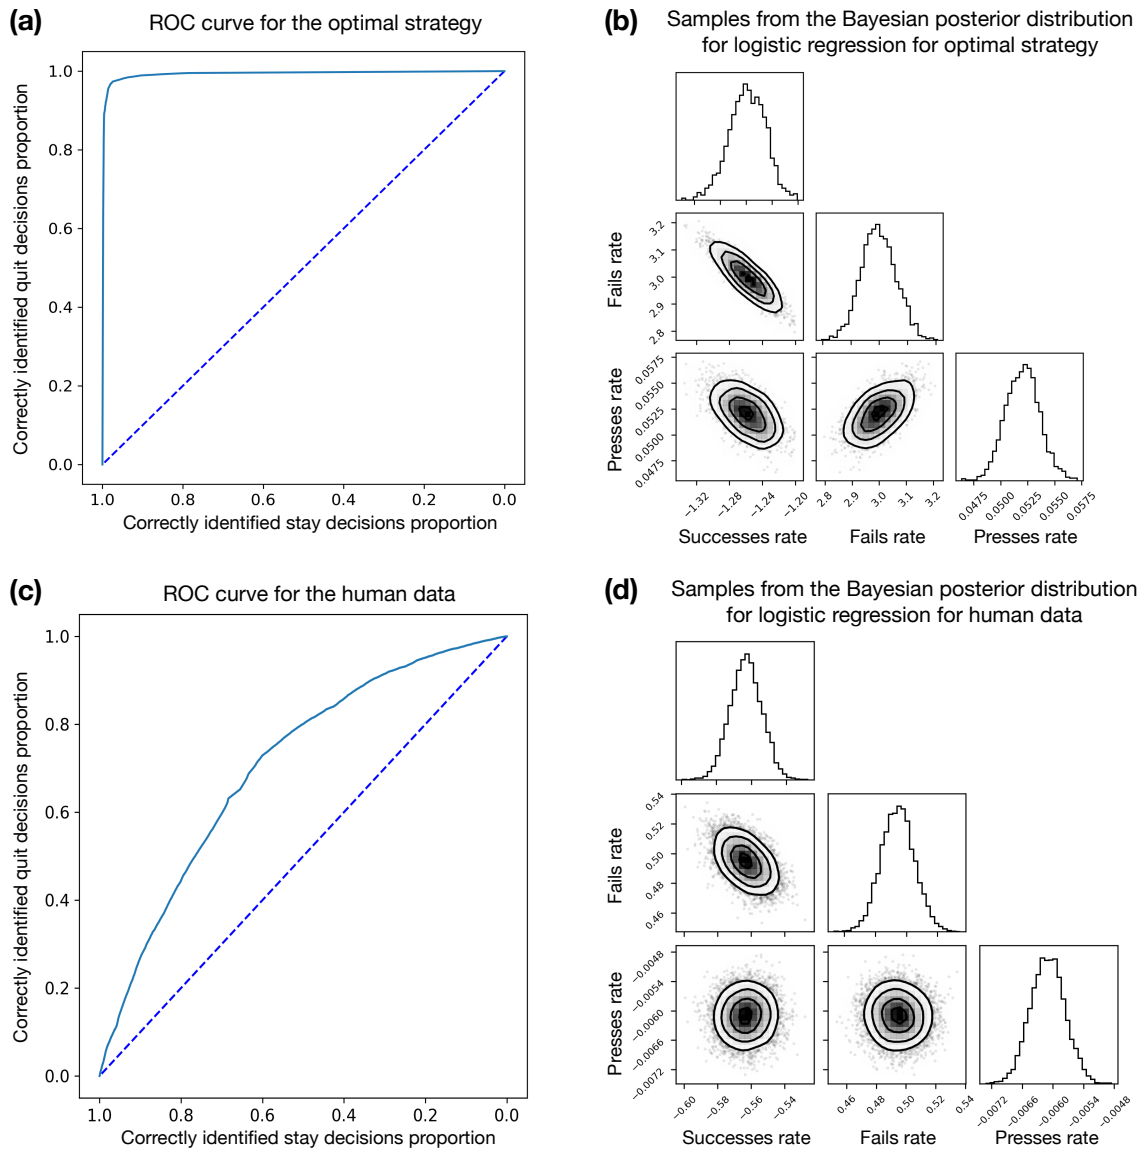 (a)
ROC curve for the optimal strategy
Correctly identified quit decisions proportion
1.0
0.8
0.6
0.4
0.2
0.0
1.0 0.8 0.6 0.4 0.2 0.0
Correctly identified stay decisions proportion
(b)
Samples from the Bayesian posterior distribution
for logistic regression for optimal strategy
Fails rate
3.2
3.1
3.0
2.9
2.8
Presses rate
0.0575
0.0550
0.0525
0.0500
0.0475
−1.32 −1.28 −1.24 −1.20
2.8 2.9 3.0 3.1 3.2
0.0475 0.0500 0.0525 0.0550 0.0575
Successes rate Fails rate Presses rate
(c)
ROC curve for the human data
Correctly identified quit decisions proportion
1.0
0.8
0.6
0.4
0.2
0.0
1.0 0.8 0.6 0.4 0.2 0.0
Correctly identified stay decisions proportion
(d)
Samples from the Bayesian posterior distribution
for logistic regression for human data
Fails rate
0.54
0.52
0.50
0.48
0.46
Presses rate
−0.0048
−0.0054
−0.0060
−0.0066
−0.0072
−0.60 −0.58 −0.56 −0.54
0.46 0.48 0.50 0.52 0.54
−0.0072 −0.0066 −0.0060 −0.0054 −0.0048
Successes rate Fails rate Presses rate